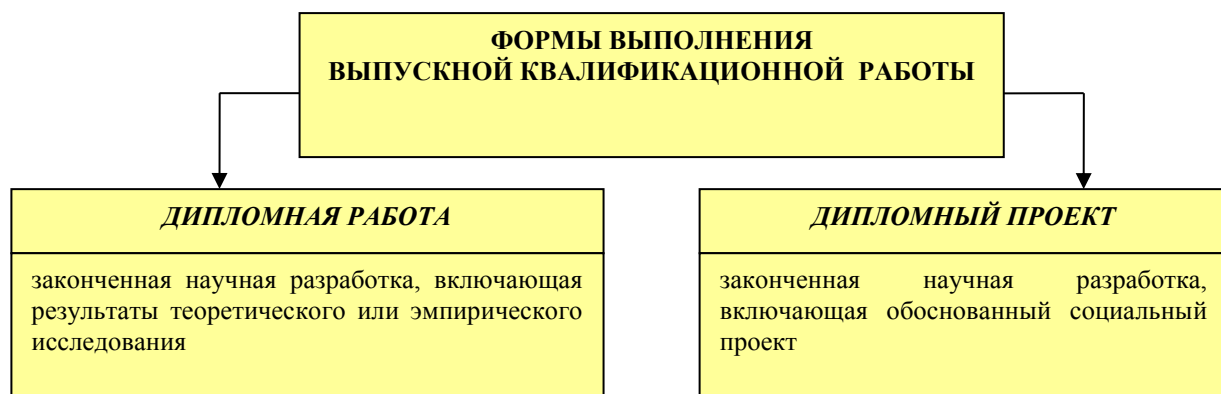 ФОРМЫ ВЫПОЛНЕНИЯ
ВЫПУСКНОЙ КВАЛИФИКАЦИОННОЙ РАБОТЫ
ДИПЛОМНАЯ РАБОТА
законченная научная разработка, включающая
результаты теоретического или эмпирического
исследования
ДИПЛОМНЫЙ ПРОЕКТ
законченная научная разработка,
включающая обоснованный социальный
проект